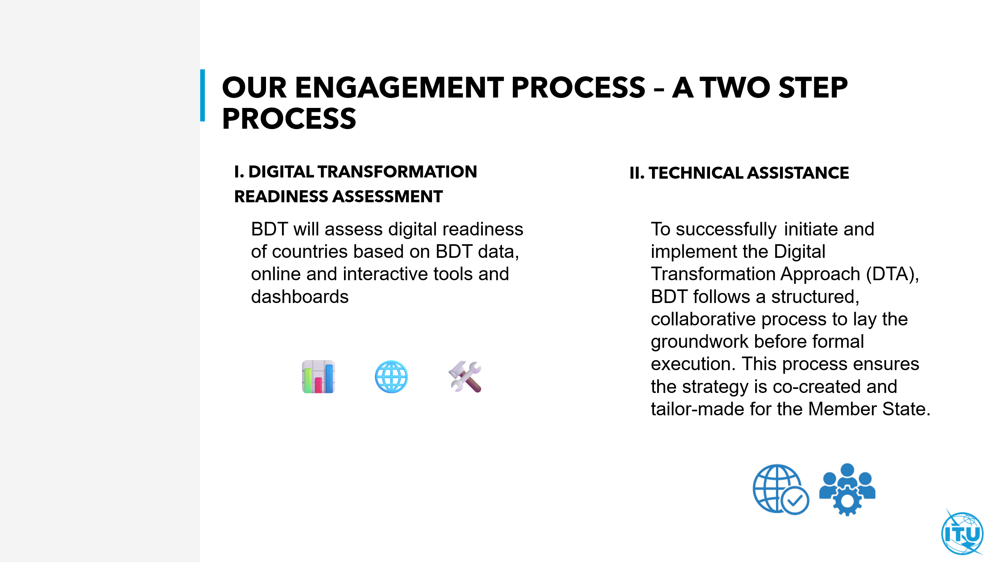 OUR ENGAGEMENT PROCESS – A TWO STEP
PROCESS
I. DIGITAL TRANSFORMATION
READINESS ASSESSMENT
BDT will assess digital readiness
of countries based on BDT data,
online and interactive tools and
dashboards
II. TECHNICAL ASSISTANCE
To successfully initiate and
implement the Digital
Transformation Approach (DTA),
BDT follows a structured,
collaborative process to lay the
groundwork before formal
execution. This process ensures
the strategy is co-created and
tailor-made for the Member State.
ITU